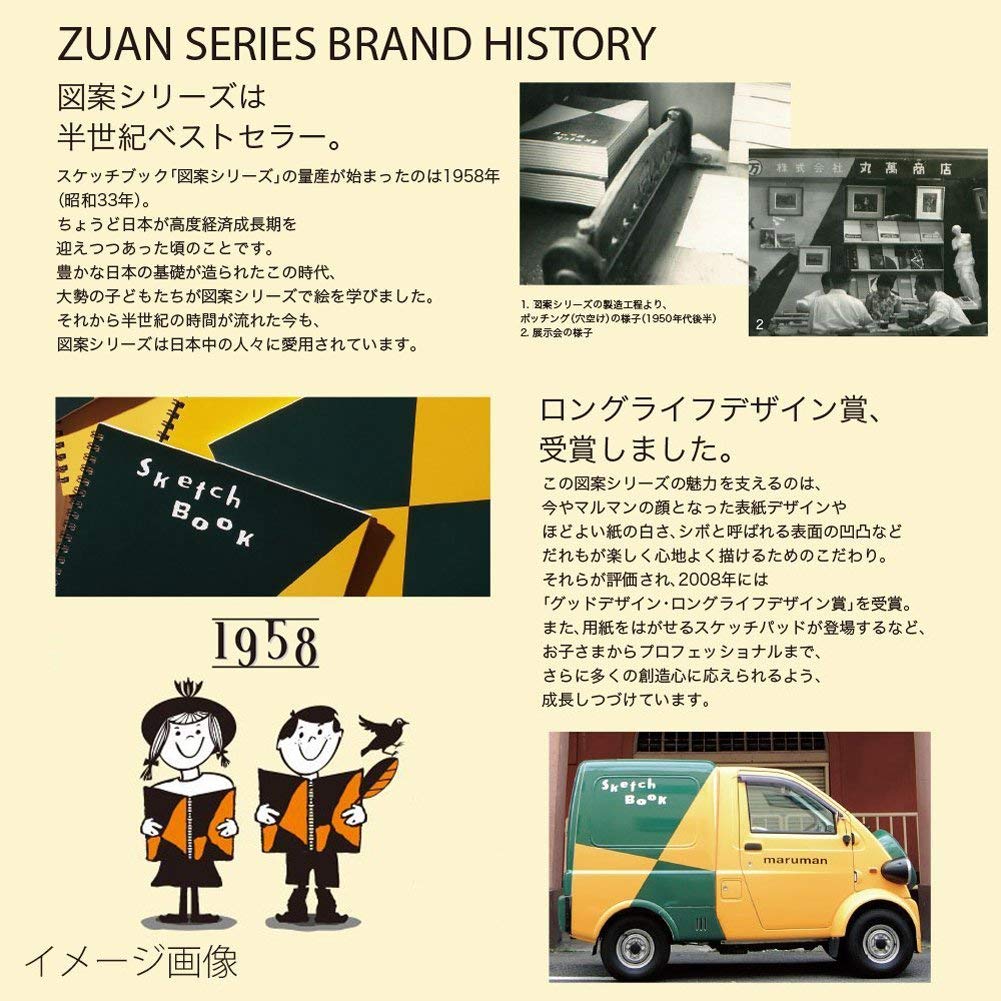 ZUAN SERIES BRAND HISTORY
図案シリーズは
半世紀ベストセラー。
スケッチブック「図案シリーズ」の量産が始まったのは1958年
（昭和33年）。
ちょうど日本が高度経済成長期を
迎えつつあった頃のことです。
豊かな日本の基礎が造られたこの時代、
大勢の子どもたちが図案シリーズで絵を学びました。
それから半世紀の時間が流れた今も、
図案シリーズは日本中の人々に愛用されています。
Sketch
Book
株式会社 丸萬商店
2
1. 図案シリーズの製造工程より、
ポッチング（穴空け）の様子（1950年代後半）
2. 展示会の様子
Sketch
Book
ロングライフデザイン賞、
受賞しました。
この図案シリーズの魅力を支えるのは、
今やマルマンの顔となった表紙デザインや
ほどよい紙の白さ、シボと呼ばれる表面の凹凸など
だれもが楽しく心地よく描けるためのこだわり。
それらが評価され、2008年には
「グッドデザイン・ロングライフデザイン賞」を受賞。
また、用紙をはがせるスケッチパッドが登場するなど、
お子さまからプロフェッショナルまで、
さらに多くの創造心に応えられるよう、
成長しつづけています。
1958
Sketch
Book
maruman
イメージ画像